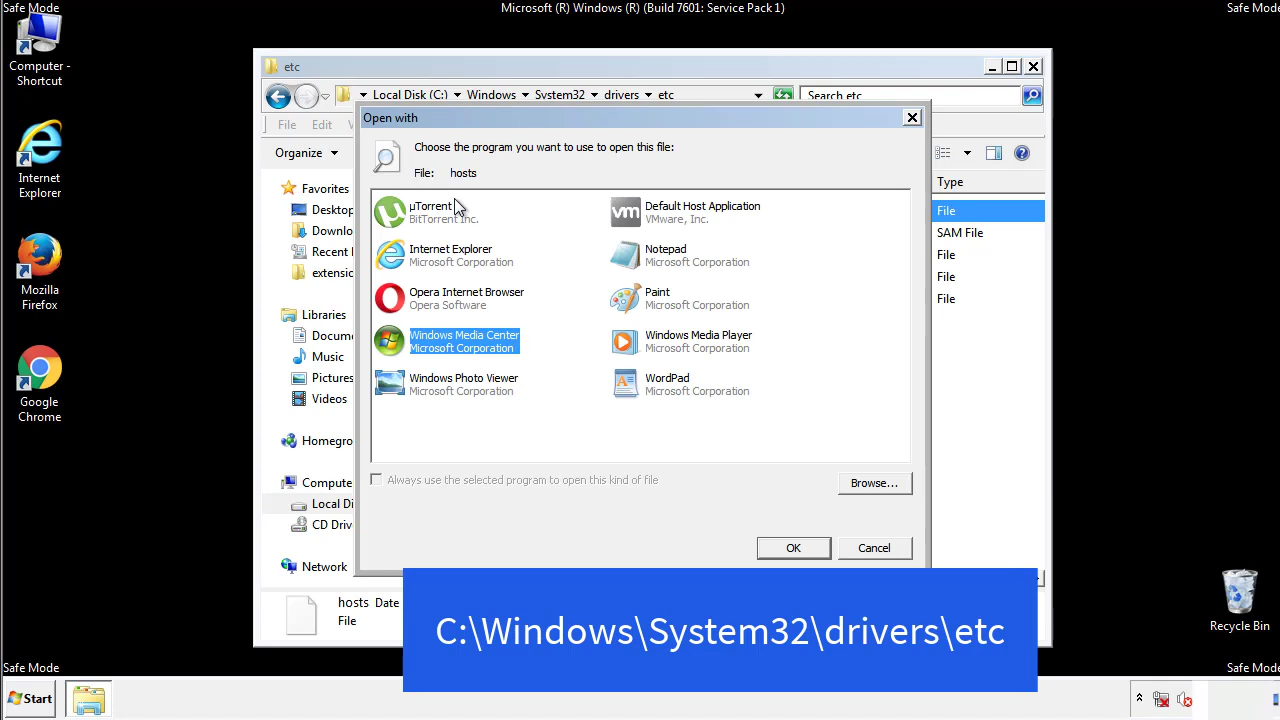 Safe Mode
Microsoft (R) Windows (R) (Build 7601: Service Pack 1)
Safe Mode
Computer - Shortcut
Internet Explorer
Mozilla Firefox
Google Chrome
Recycle Bin
etc
Local Disk (C:) Windows System32 drivers etc
Search etc
File Edit
Organize
Favorites
Desktop
Downlo
Recent
extensio
Libraries
Docum
Music
Pictures
Videos
Homegro
Compute
Local Di
CD Driv
Network
Type
File
SAM File
File
File
File
hosts Date
File
Open with
Choose the program you want to use to open this file:
File: hosts
µTorrent
BitTorrent Inc.
Default Host Application
VMware, Inc.
Internet Explorer
Microsoft Corporation
Notepad
Microsoft Corporation
Opera Internet Browser
Opera Software
Paint
Microsoft Corporation
Windows Media Center
Microsoft Corporation
Windows Media Player
Microsoft Corporation
Windows Photo Viewer
Microsoft Corporation
WordPad
Microsoft Corporation
Always use the selected program to open this kind of file
Browse...
OK
Cancel
C:\Windows\System32\drivers\etc
Safe Mode
Safe Mode
Start